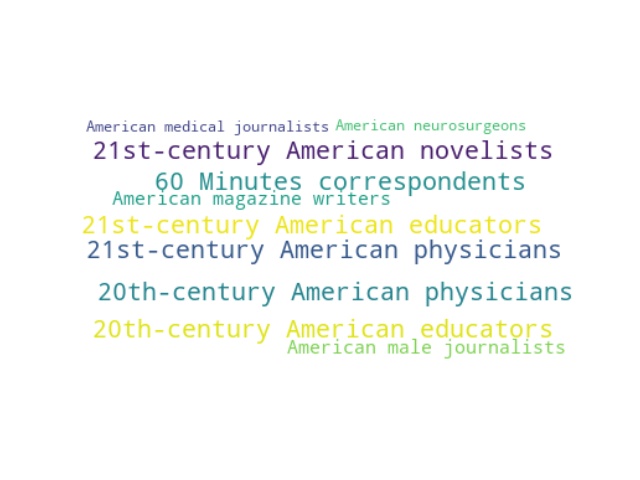 American medical journalists American neurosurgeons
21st-century American novelists
60 Minutes correspondents
American magazine writers
21st-century American educators
21st-century American physicians
20th-century American physicians
20th-century American educators
American male journalists